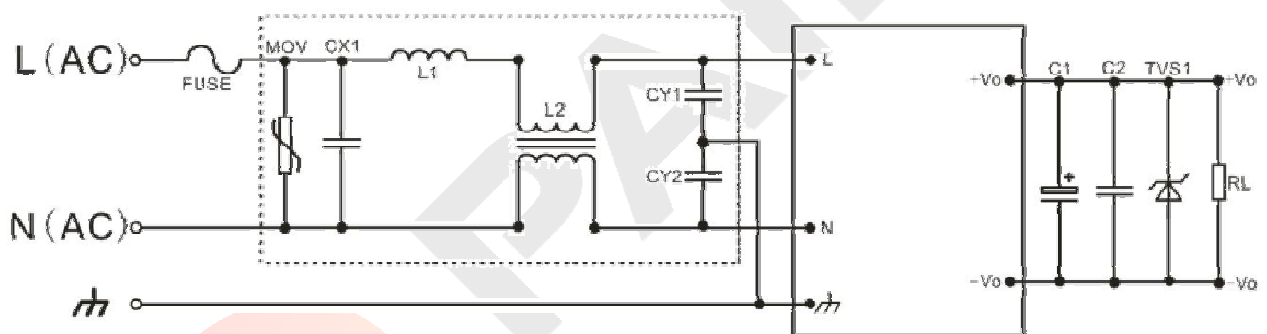 L(AC)
FUSE
MOV
CX1
L1
L2
CY1
CY2
N(AC)
L
N
+Vo
C1
C2
TVS1
+Vo
+
RL
-Vo
-Vo